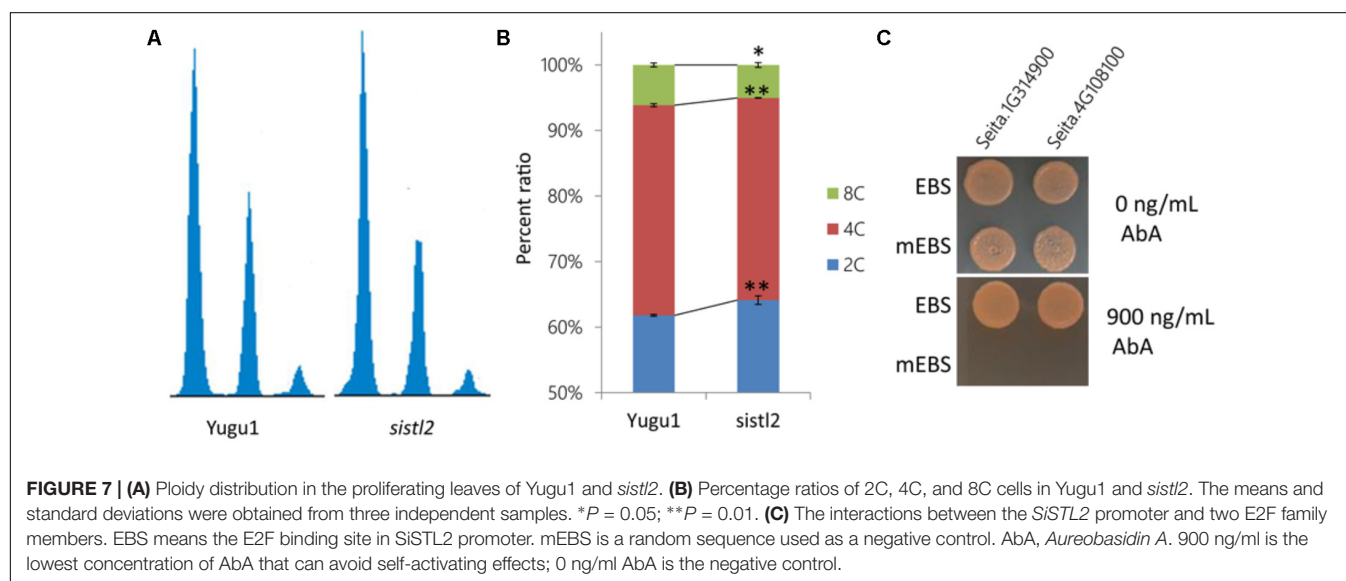 A
Yugu1
sistl2
B
Percent ratio
100%
90%
80%
70%
60%
50%
*
**
**
Yugu1
sistl2
8C
4C
2C
C
Seita.1G314900
Seita.4G108100
EBS
mEBS
0 ng/mL
AbA
EBS
mEBS
900 ng/mL
AbA
FIGURE 7 | (A) Ploidy distribution in the proliferating leaves of Yugu1 and sistl2. (B) Percentage ratios of 2C, 4C, and 8C cells in Yugu1 and sistl2. The means and
standard deviations were obtained from three independent samples. *P = 0.05; **P = 0.01. (C) The interactions between the SiSTL2 promoter and two E2F family
members. EBS means the E2F binding site in SiSTL2 promoter. mEBS is a random sequence used as a negative control. AbA, Aureobasidin A. 900 ng/ml is the
lowest concentration of AbA that can avoid self-activating effects; 0 ng/ml AbA is the negative control.